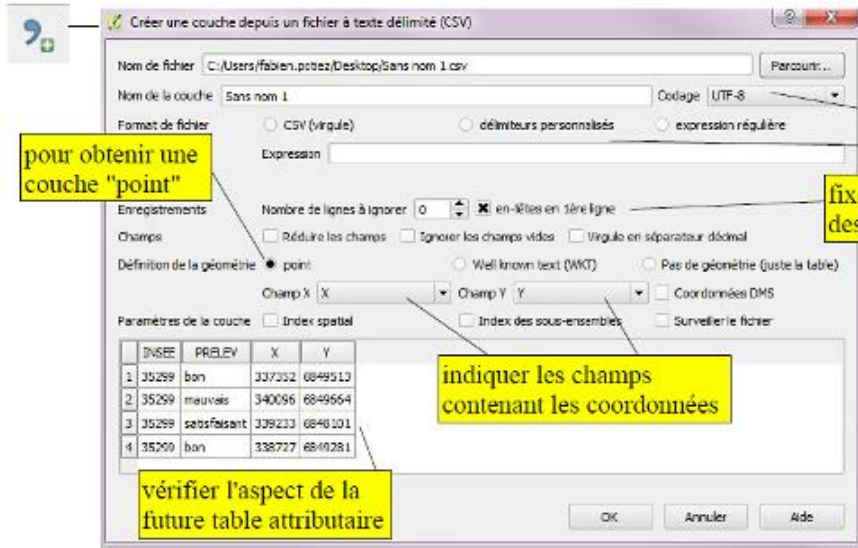 Créer une couche depuis un fichier à texte délimité (CSV)
Nom de fichier C:/Users/fabien.potiez/Desktop/Sans nom 1.csv Parcourir...
Nom de la couche Sans nom 1 Codage UTF-8
Format de fichier CSV (virgule) délimiteurs personnalisés expression régulière
pour obtenir une
couche "point"
Expression
fix
des
Enregistrements Nombre de lignes à ignorer 0 en-têtes en 1ère ligne
Champs Réduire les champs Ignorer les champs vides Virgule en séparateur décimal
Définition de la géométrie point Well known text (WKT) Pas de géométrie (juste la table)
Champ X X Champ Y Y Coordonnées DMS
Paramètres de la couche Index spatial Index des sous-ensembles Surveiller le fichier
INSEE PRELEV X Y
1 35299 bon 337352 6849513
2 35299 mauvais 340096 6849664
3 35299 satisfaisant 339233 6848101
4 35299 bon 338727 6849281
indiquer les champs
contenant les coordonnées
vérifier l'aspect de la
future table attributaire
OK Annuler Aide